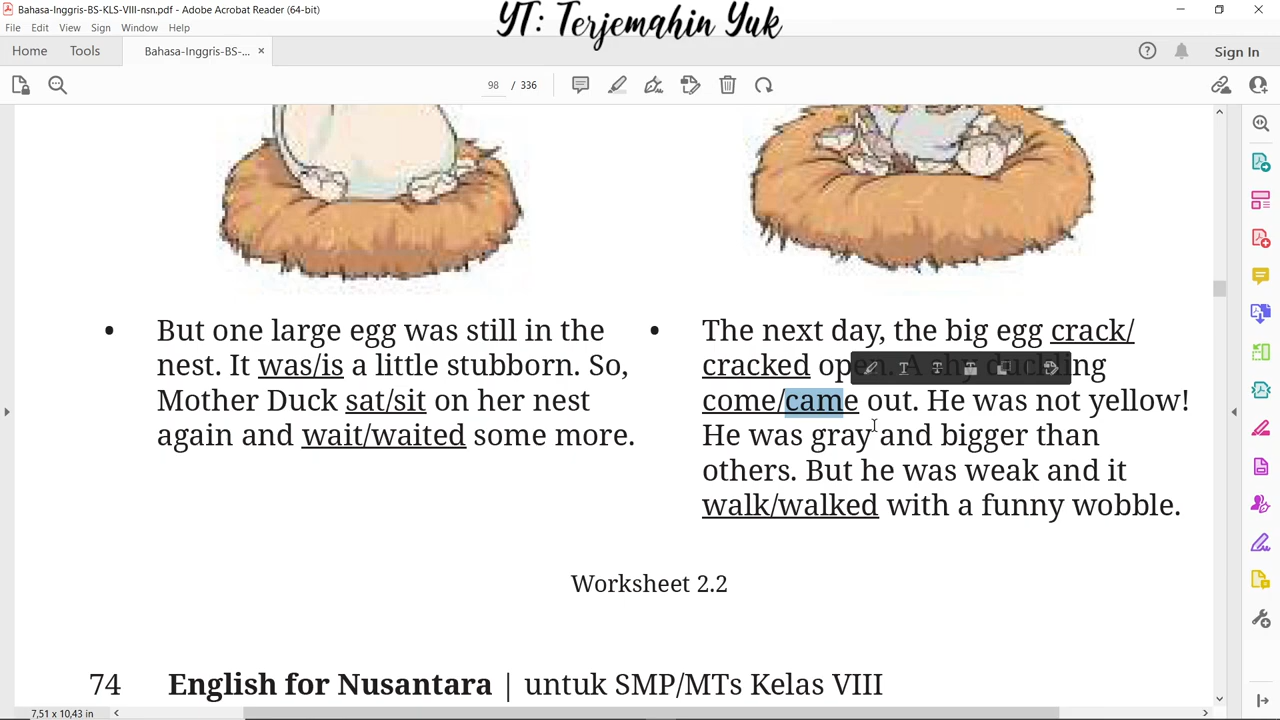 Bahasa-Inggris-BS-KLS-VIII-nsn.pdf - Adobe Acrobat Reader (64-bit)
YT: Terjemahin Yuk
File Edit View Sign Window Help
Home Tools Bahasa-Inggris-BS-... × Sign In
98 / 336
• But one large egg was still in the
nest. It was/is a little stubborn. So,
Mother Duck sat/sit on her nest
again and wait/waited some more.
• The next day, the big egg crack/
cracked open. A shy duckling
come/came out. He was not yellow!
He was gray and bigger than
others. But he was weak and it
walk/walked with a funny wobble.
Worksheet 2.2
74 English for Nusantara | untuk SMP/MTs Kelas VIII
7,51 x 10,43 in